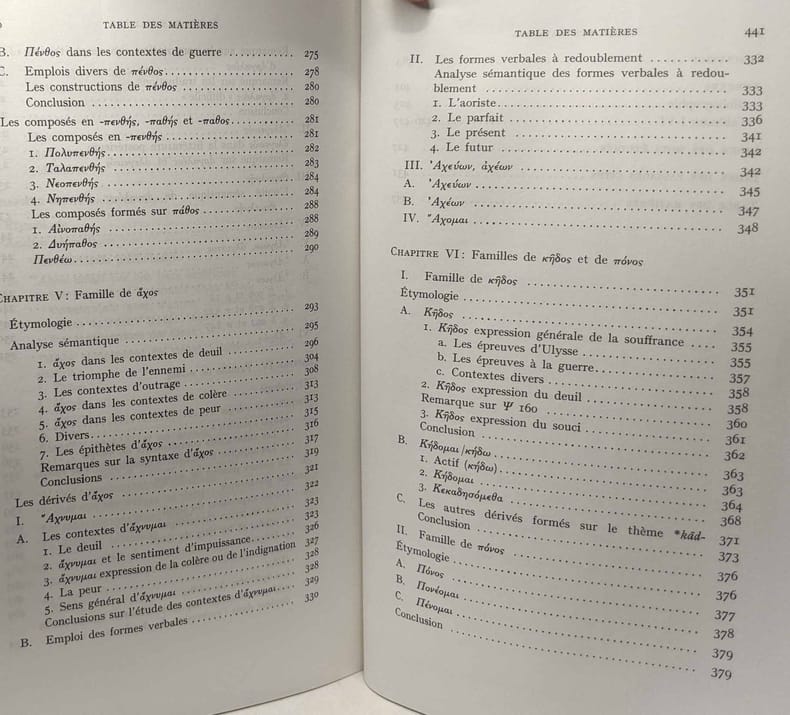 TABLE DES MATIÈRES
B. Πένθος dans les contextes de guerre ........... 275
C. Emplois divers de πένθος ........... 278
Les constructions de πένθος ........... 280
Conclusion ........... 280
Les composés en -πενθής, -παθής et -παθος ........... 281
Les composés en -πενθής ........... 281
1. Πολυπενθής ........... 282
2. Ταλαπενθής ........... 283
3. Νεοπενθής ........... 284
4. Νηπενθής ........... 284
Les composés formés sur πάθος ........... 288
1. Αἰνοπαθής ........... 288
2. Δυήπαθος ........... 289
Πενθέω ........... 290
CHAPITRE V: Famille de ἄχος
Étymologie ........... 293
Analyse sémantique ........... 295
1. ἄχος dans les contextes de deuil ........... 296
2. Le triomphe de l'ennemi ........... 304
3. Les contextes d'outrage ........... 308
4. ἄχος dans les contextes de colère ........... 313
5. ἄχος dans les contextes de peur ........... 313
6. Divers ........... 315
7. Les épithètes d'ἄχος ........... 316
Remarques sur la syntaxe d'ἄχος ........... 317
Conclusions ........... 319
Les dérivés d'ἄχος ........... 321
I. Ἄχνυμαι ........... 322
A. Les contextes d'ἄχνυμαι ........... 323
1. Le deuil ........... 323
2. ἄχνυμαι et le sentiment d'impuissance ........... 326
3. ἄχνυμαι expression de la colère ou de l'indignation 327
4. La peur ........... 328
5. Sens général d'ἄχνυμαι ........... 328
Conclusions sur l'étude des contextes d'ἄχνυμαι .... 329
B. Emploi des formes verbales ........... 330
TABLE DES MATIÈRES 441
II. Les formes verbales à redoublement ........... 332
Analyse sémantique des formes verbales à redou-
blement ........... 333
1. L'aoriste ........... 333
2. Le parfait ........... 336
3. Le présent ........... 341
4. Le futur ........... 342
III. Ἀχεύων, ἀχέων ........... 342
A. Ἀχεύων ........... 345
B. Ἀχέων ........... 347
IV. Ἄχομαι ........... 348
CHAPITRE VI: Familles de κῆδος et de πόνος
I. Famille de κῆδος ........... 351
Étymologie ........... 351
A. Κῆδος ........... 354
1. Κῆδος expression générale de la souffrance .... 355
a. Les épreuves d'Ulysse ........... 355
b. Les épreuves à la guerre ........... 357
c. Contextes divers ........... 358
2. Κῆδος expression du deuil ........... 358
Remarque sur Ψ 160 ........... 360
3. Κῆδος expression du souci ........... 361
Conclusion ........... 362
B. Κήδομαι/κήδω ........... 363
1. Actif (κήδω) ........... 363
2. Κήδομαι ........... 364
3. Κεκαδησόμεθα ........... 368
C. Les autres dérivés formés sur le thème *kād- 371
Conclusion ........... 373
II. Famille de πόνος ........... 376
Étymologie ........... 376
A. Πόνος ........... 377
B. Πονέομαι ........... 378
C. Πένομαι ........... 379
Conclusion ........... 379